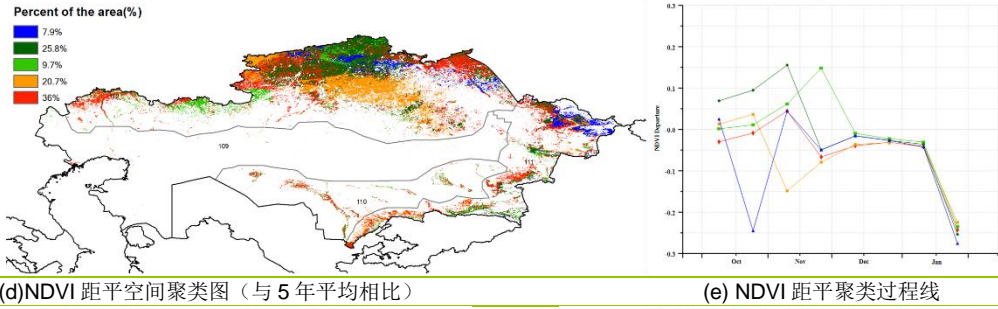 Percent of the area(%)
7.9%
25.8%
9.7%
20.7%
36%
109
110
111
NDVI Departure
0.3
0.2
0.1
0.0
-0.1
-0.2
-0.3
Oct
Nov
Dec
Jan
(d)NDVI 距平空间聚类图（与 5 年平均相比）
(e) NDVI 距平聚类过程线